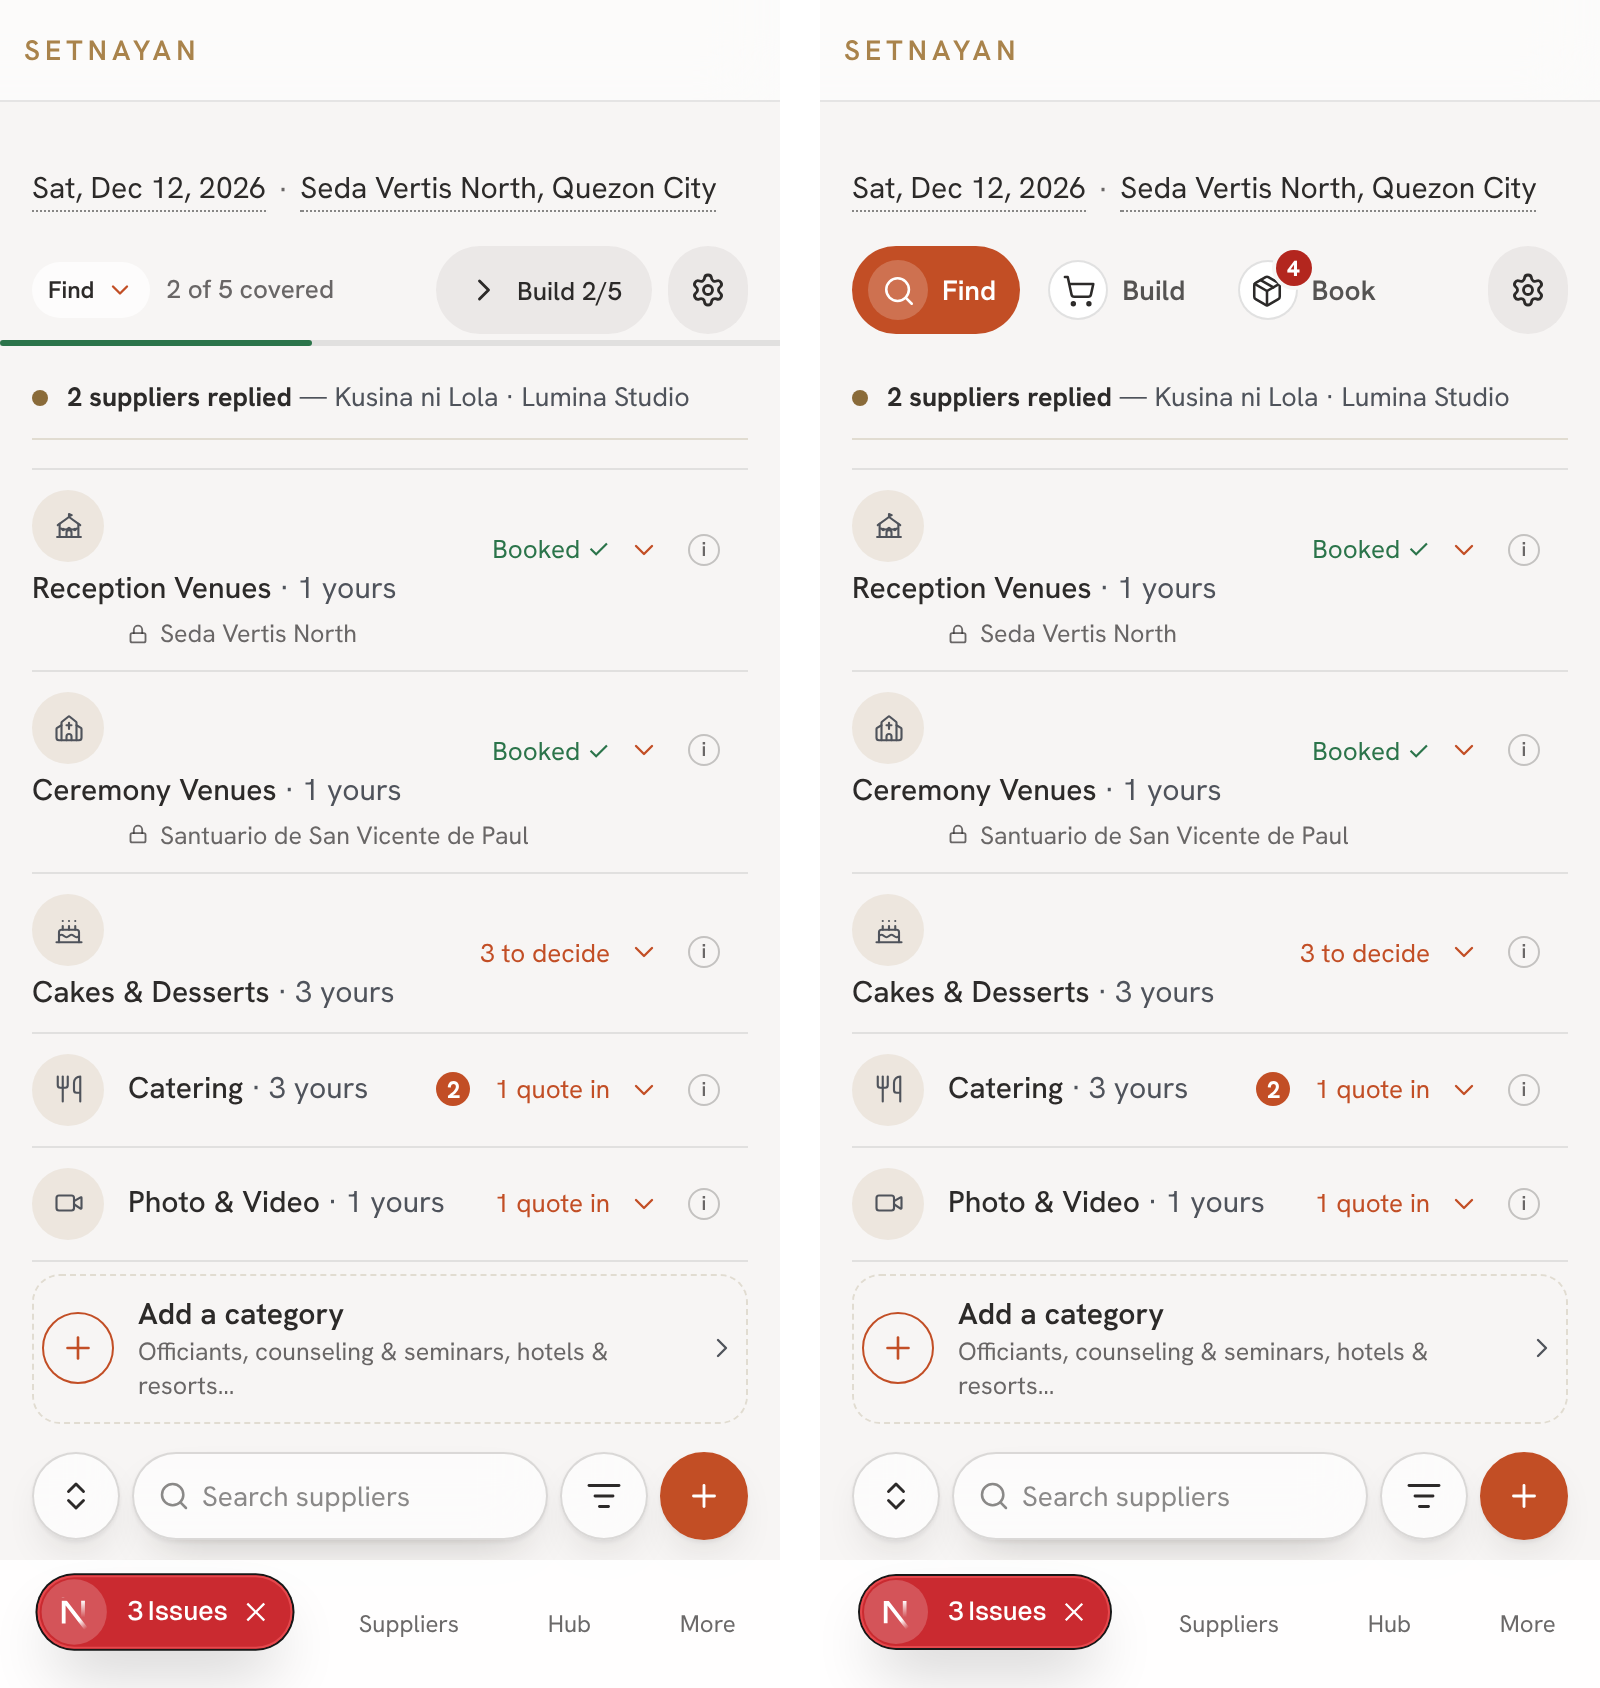 SETNAYAN
Sat, Dec 12, 2026 · Seda Vertis North, Quezon City
Find 2 of 5 covered Build 2/5
2 suppliers replied — Kusina ni Lola · Lumina Studio
Booked
Reception Venues · 1 yours
Seda Vertis North
Booked
Ceremony Venues · 1 yours
Santuario de San Vicente de Paul
3 to decide
Cakes & Desserts · 3 yours
Catering · 3 yours 2 1 quote in
Photo & Video · 1 yours 1 quote in
Add a category
Officiants, counseling & seminars, hotels &
resorts...
Search suppliers
N 3 Issues Suppliers Hub More
SETNAYAN
Sat, Dec 12, 2026 · Seda Vertis North, Quezon City
Find Build 4 Book
2 suppliers replied — Kusina ni Lola · Lumina Studio
Booked
Reception Venues · 1 yours
Seda Vertis North
Booked
Ceremony Venues · 1 yours
Santuario de San Vicente de Paul
3 to decide
Cakes & Desserts · 3 yours
Catering · 3 yours 2 1 quote in
Photo & Video · 1 yours 1 quote in
Add a category
Officiants, counseling & seminars, hotels &
resorts...
Search suppliers
N 3 Issues Suppliers Hub More